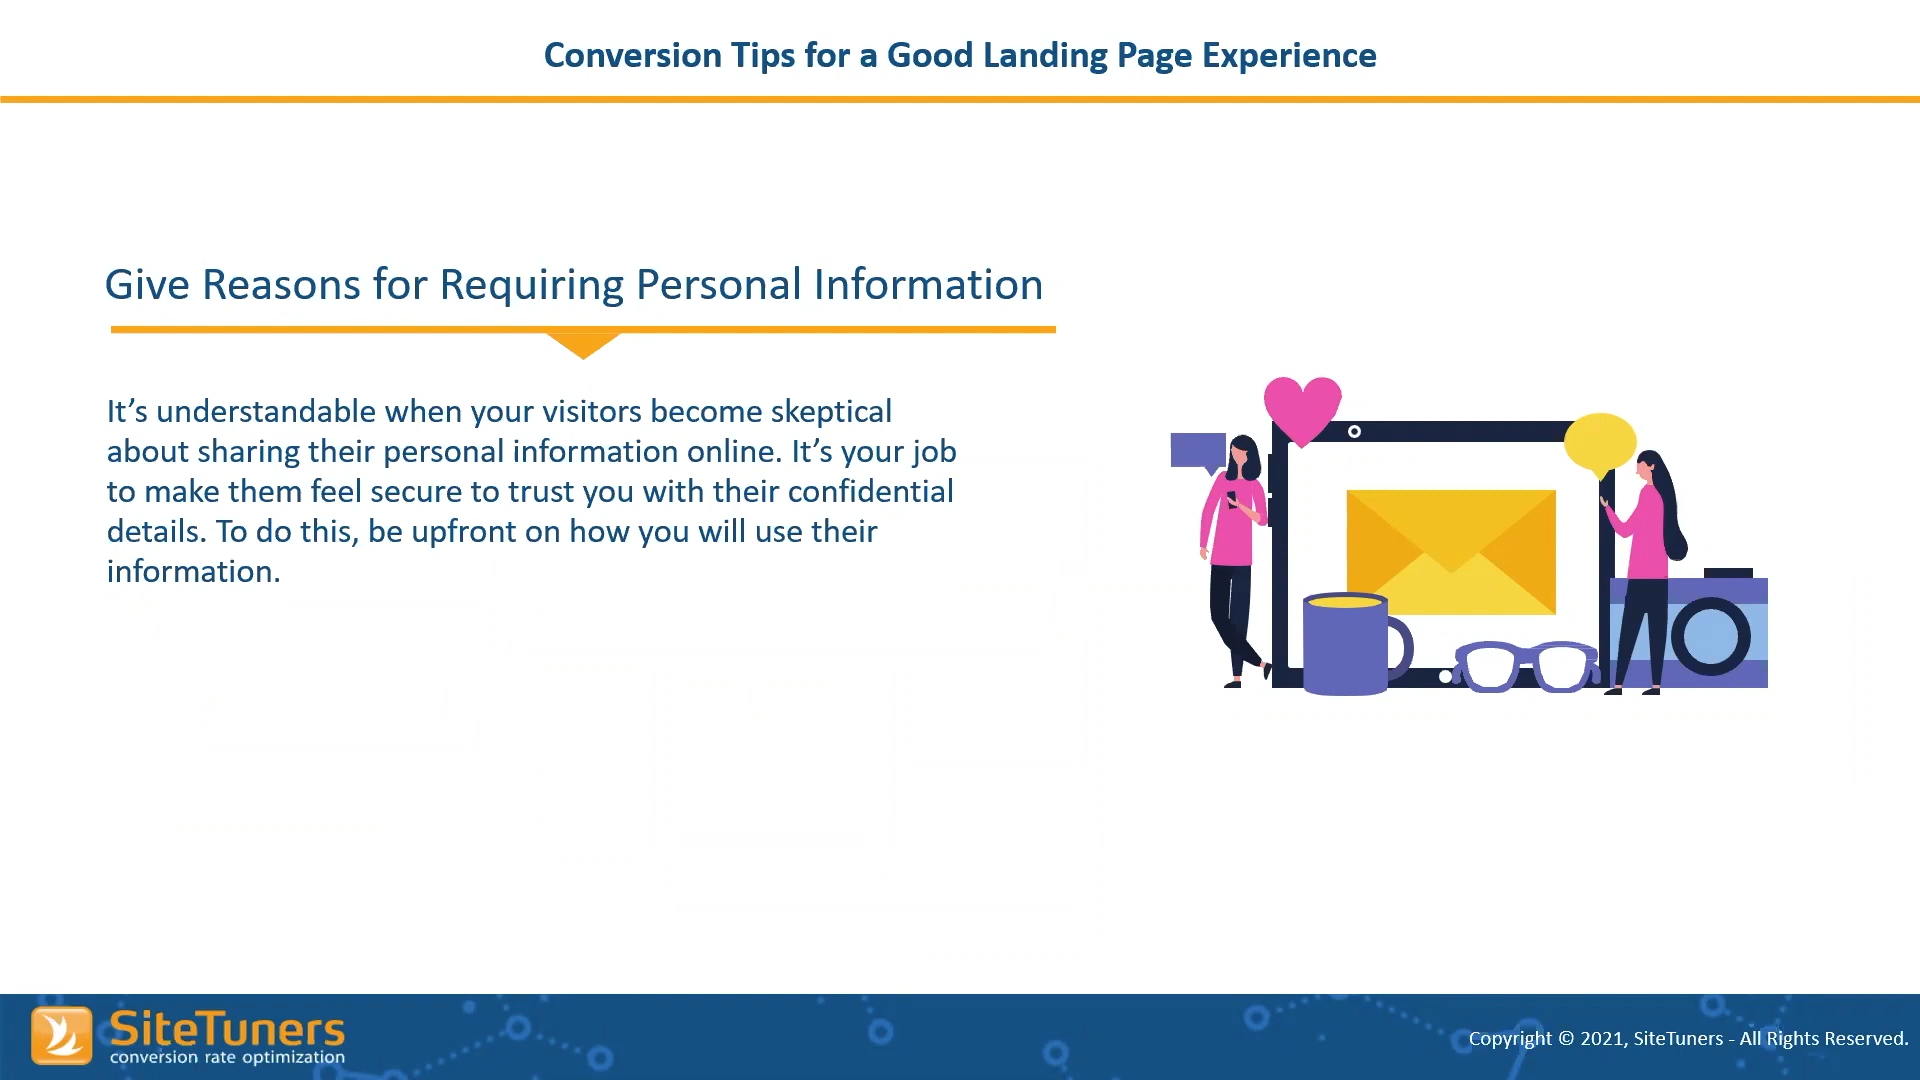 Conversion Tips for a Good Landing Page Experience
Give Reasons for Requiring Personal Information
It’s understandable when your visitors become skeptical
about sharing their personal information online. It’s your job
to make them feel secure to trust you with their confidential
details. To do this, be upfront on how you will use their
information.
SiteTuners
conversion rate optimization
Copyright © 2021, SiteTuners - All Rights Reserved.